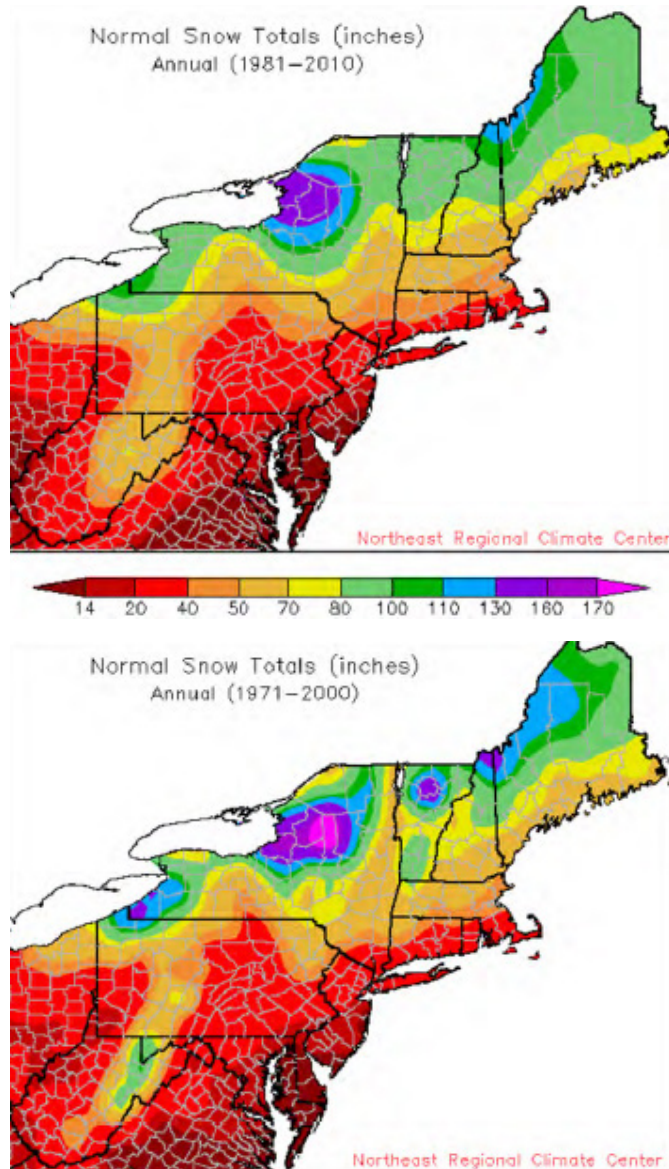 Normal Snow Totals (inches)
Annual (1981-2010)
Northeast Regional Climate Center
14 20 40 50 70 80 100 110 130 160 170
Normal Snow Totals (inches)
Annual (1971-2000)
Northeast Regional Climate Center